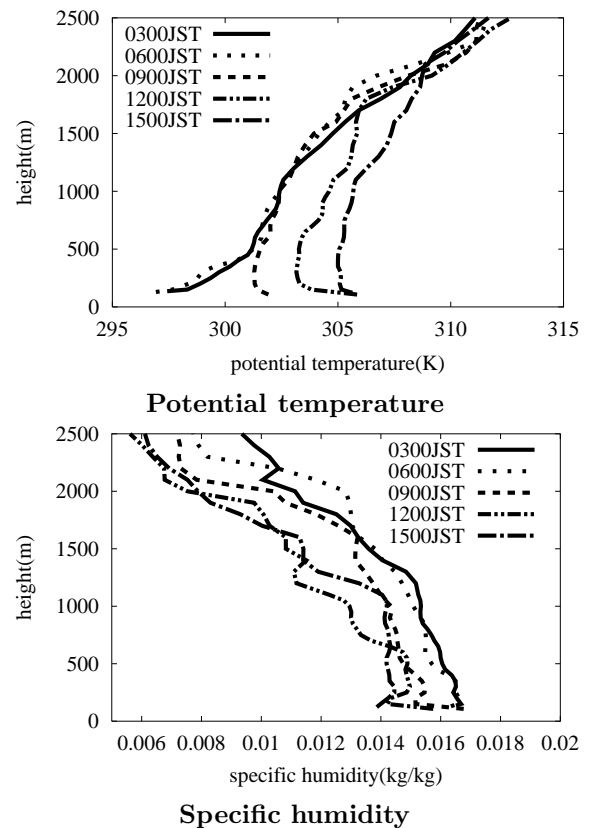 2500
2000
1500
1000
500
0
height(m)
0300JST
0600JST
0900JST
1200JST
1500JST
295 300 305 310 315
potential temperature(K)
Potential temperature
2500
2000
1500
1000
500
0
height(m)
0300JST
0600JST
0900JST
1200JST
1500JST
0.006 0.008 0.01 0.012 0.014 0.016 0.018 0.02
specific humidity(kg/kg)
Specific humidity